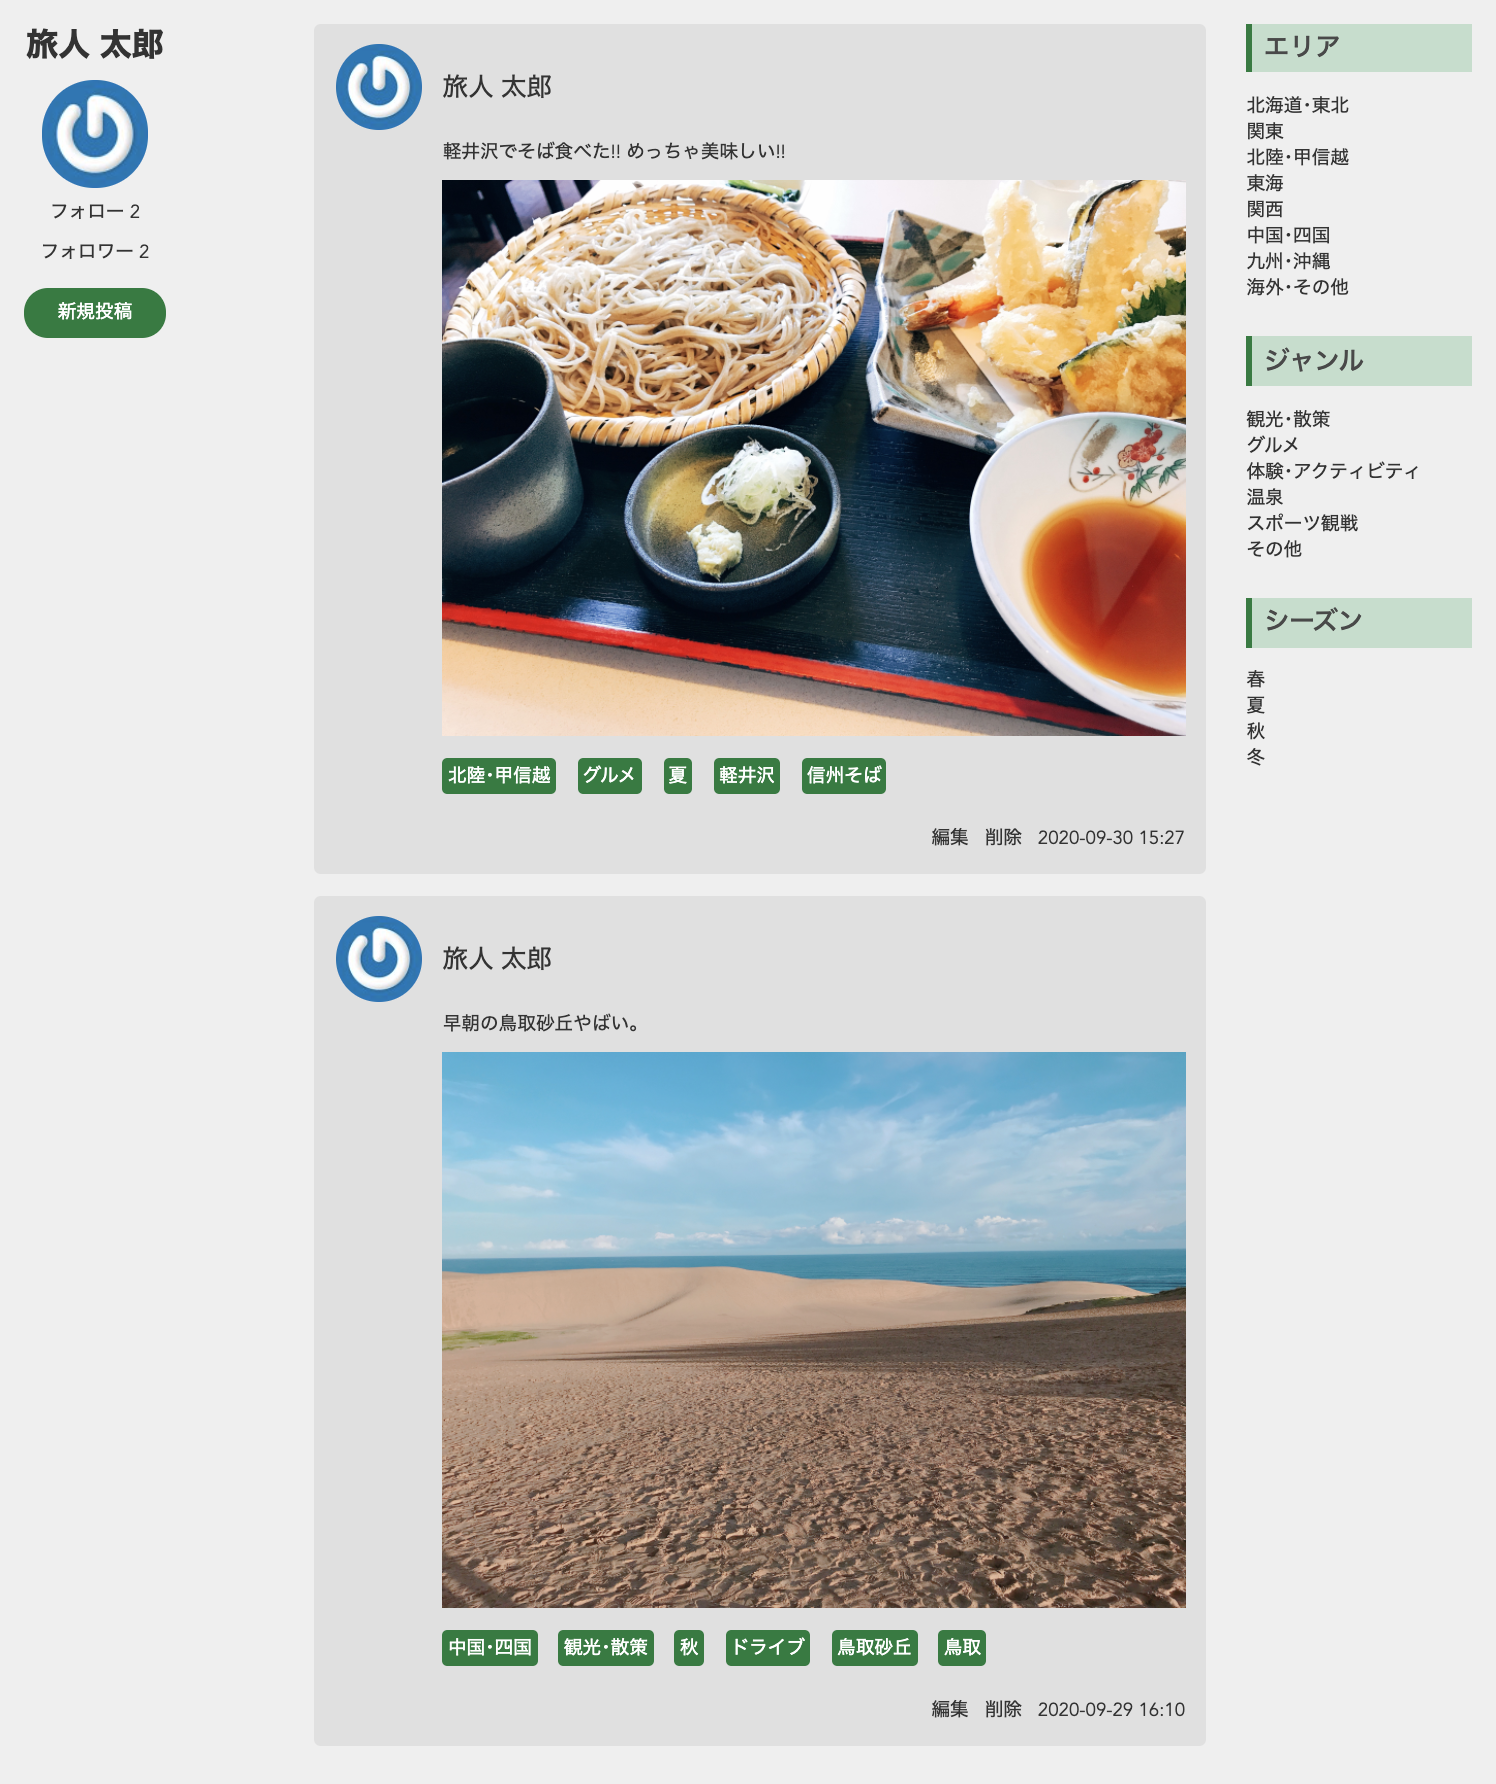 旅人 太郎
フォロー 2
フォロワー 2
新規投稿
旅人 太郎
軽井沢でそば食べた!! めっちゃ美味しい!!
北陸･甲信越 グルメ 夏 軽井沢 信州そば
編集 削除 2020-09-30 15:27
旅人 太郎
早朝の鳥取砂丘やばい。
中国･四国 観光･散策 秋 ドライブ 鳥取砂丘 鳥取
編集 削除 2020-09-29 16:10
エリア
北海道･東北
関東
北陸･甲信越
東海
関西
中国･四国
九州･沖縄
海外･その他
ジャンル
観光･散策
グルメ
体験･アクティビティ
温泉
スポーツ観戦
その他
シーズン
春
夏
秋
冬